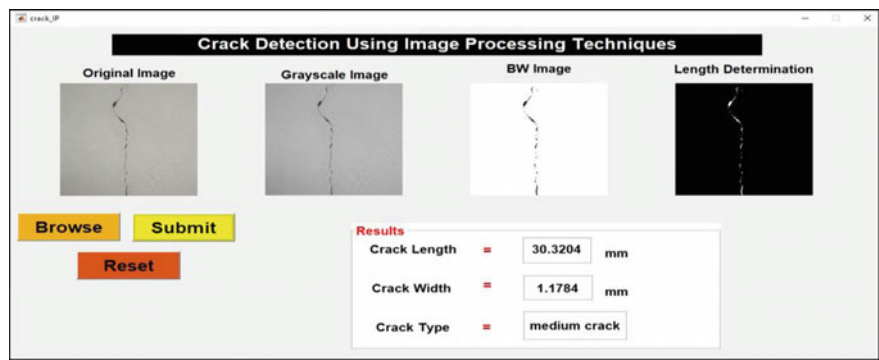 crack_IP
Crack Detection Using Image Processing Techniques
Original Image
Grayscale Image
BW Image
Length Determination
Browse
Submit
Reset
Results
Crack Length = 30.3204 mm
Crack Width = 1.1784 mm
Crack Type = medium crack